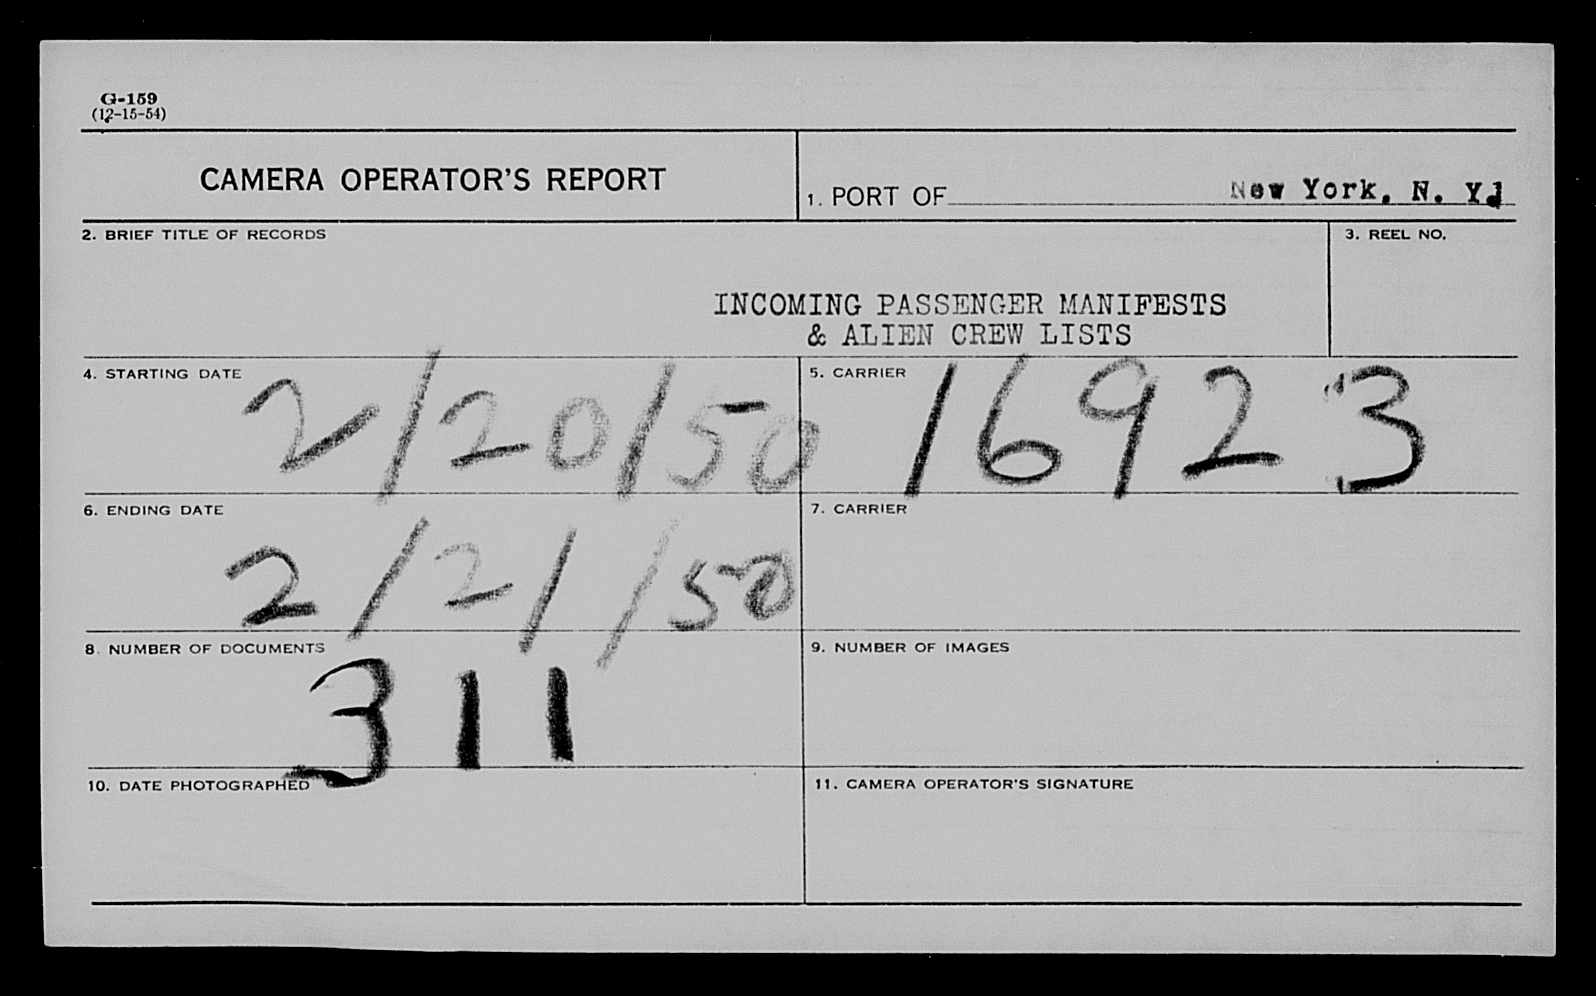 G-159
(12-15-54)
CAMERA OPERATOR'S REPORT
1. PORT OF New York, N. Y.
2. BRIEF TITLE OF RECORDS
3. REEL NO.
INCOMING PASSENGER MANIFESTS
& ALIEN CREW LISTS
4. STARTING DATE
2/20/50
5. CARRIER
16923
6. ENDING DATE
2/21/50
7. CARRIER
8. NUMBER OF DOCUMENTS
311
9. NUMBER OF IMAGES
10. DATE PHOTOGRAPHED
11. CAMERA OPERATOR'S SIGNATURE